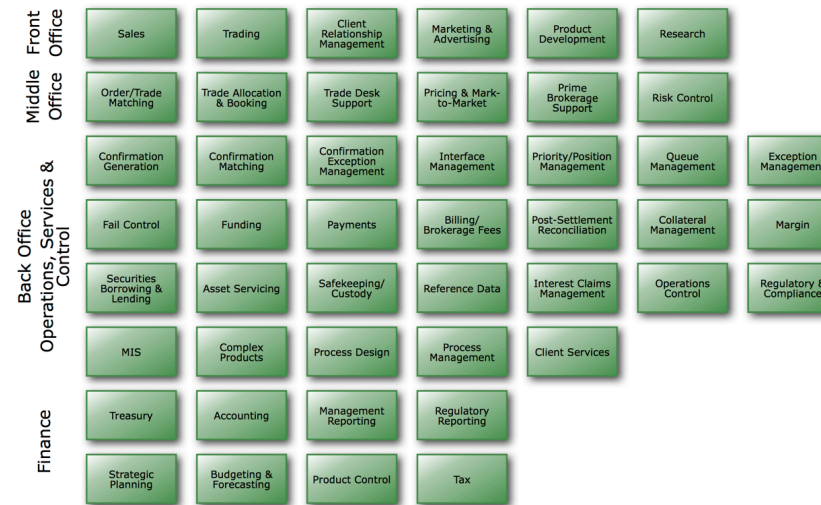 Front
Office
Sales
Trading
Client
Relationship
Management
Marketing &
Advertising
Product
Development
Research
Middle
Office
Order/Trade
Matching
Trade Allocation
& Booking
Trade Desk
Support
Pricing & Mark-
to-Market
Prime
Brokerage
Support
Risk Control
Back Office
Operations, Services &
Control
Confirmation
Generation
Confirmation
Matching
Confirmation
Exception
Management
Interface
Management
Priority/Position
Management
Queue
Management
Exception
Managemen
Fail Control
Funding
Payments
Billing/
Brokerage Fees
Post-Settlement
Reconciliation
Collateral
Management
Margin
Securities
Borrowing &
Lending
Asset Servicing
Safekeeping/
Custody
Reference Data
Interest Claims
Management
Operations
Control
Regulatory &
Compliance
MIS
Complex
Products
Process Design
Process
Management
Client Services
Finance
Treasury
Accounting
Management
Reporting
Regulatory
Reporting
Strategic
Planning
Budgeting &
Forecasting
Product Control
Tax